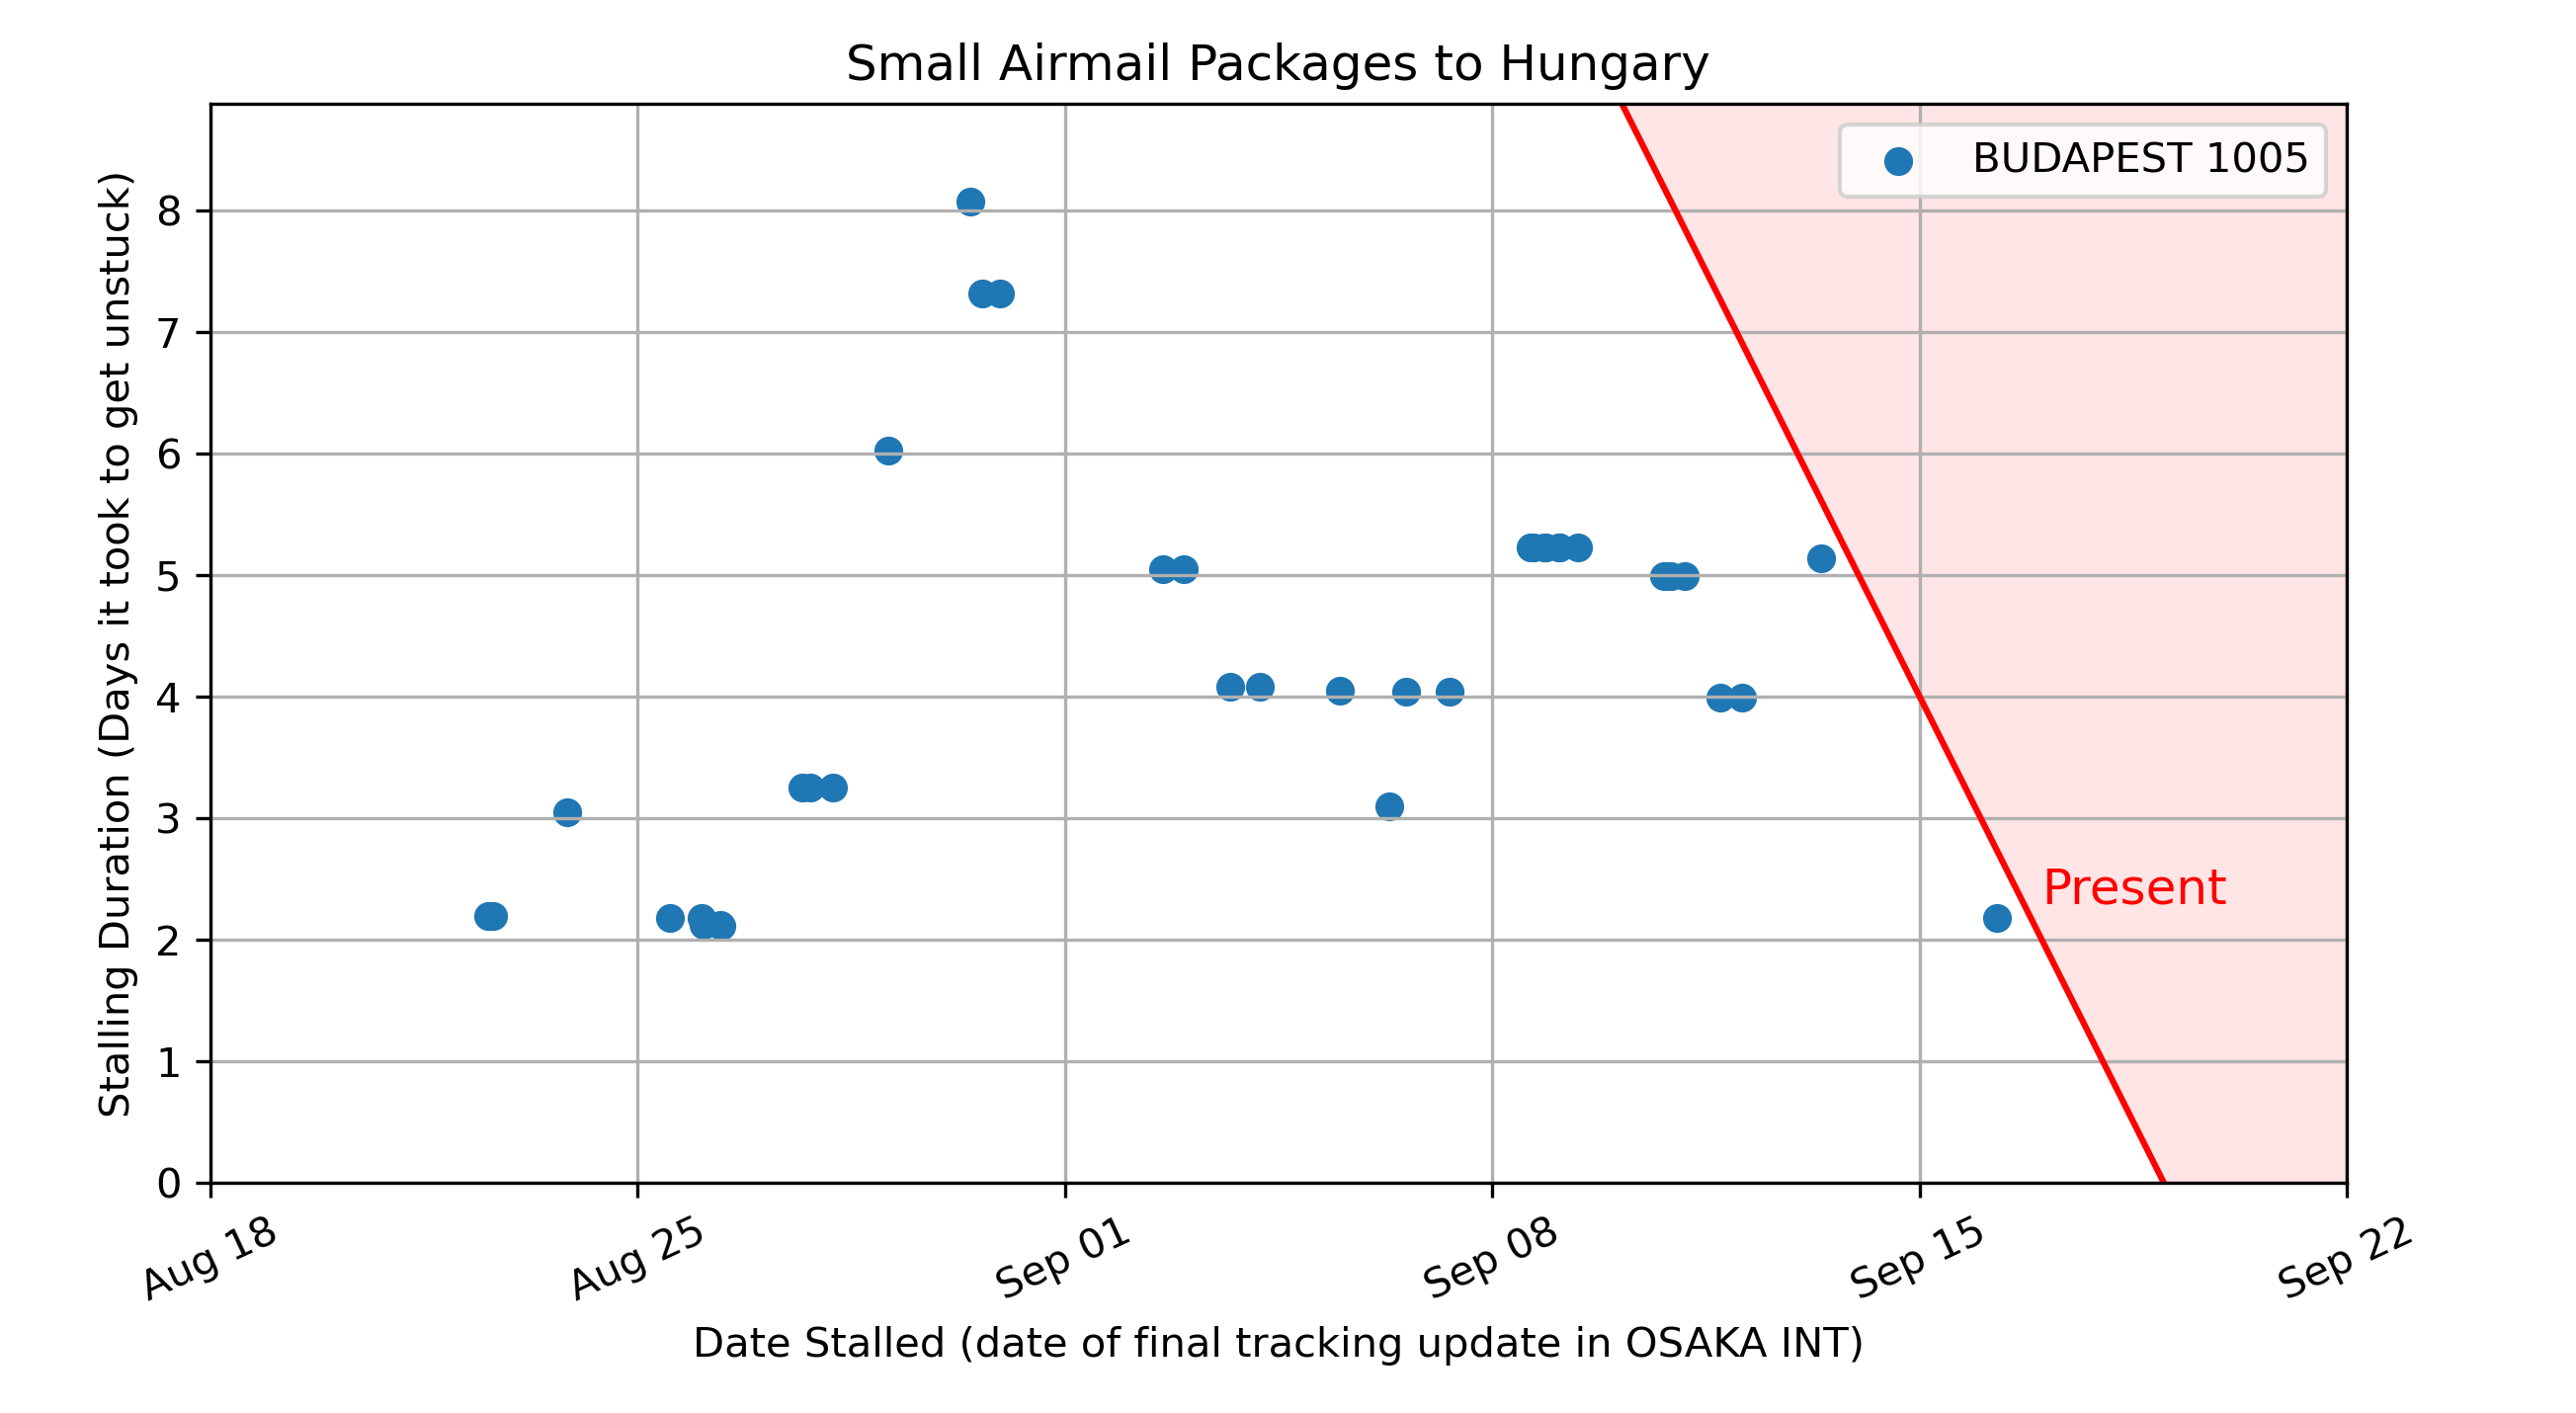 Small Airmail Packages to Hungary
BUDAPEST 1005
Stalling Duration (Days it took to get unstuck)
8
7
6
5
4
3
2
1
0
Present
Aug 18
Aug 25
Sep 01
Sep 08
Sep 15
Sep 22
Date Stalled (date of final tracking update in OSAKA INT)